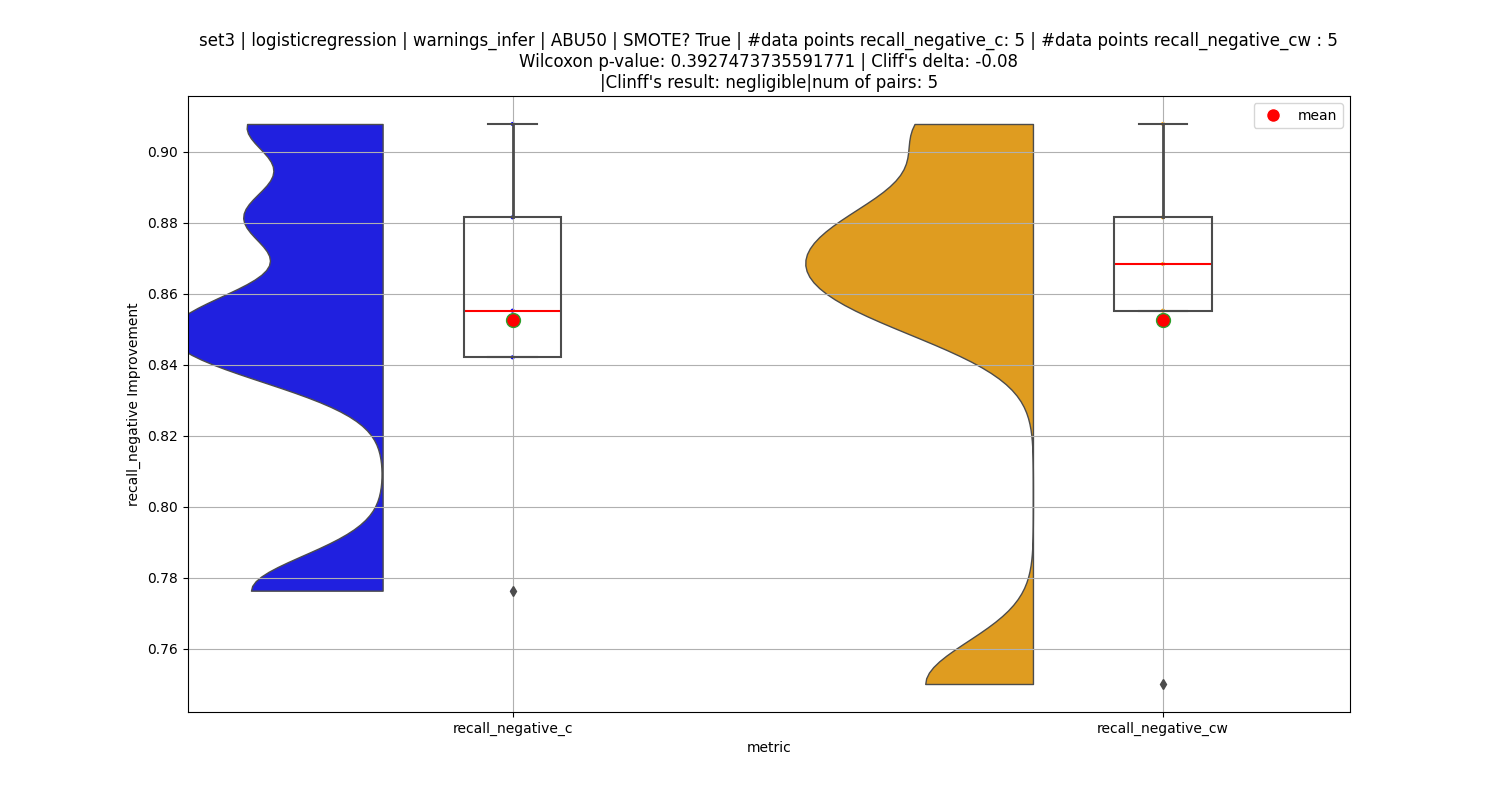 set3 | logisticregression | warnings_infer | ABU50 | SMOTE? True | #data points recall_negative_c: 5 | #data points recall_negative_cw : 5
Wilcoxon p-value: 0.3927473735591771 | Cliff's delta: -0.08
|Clinff's result: negligible|num of pairs: 5
mean
0.90
0.88
0.86
0.84
0.82
0.80
0.78
0.76
recall_negative Improvement
recall_negative_c
recall_negative_cw
metric